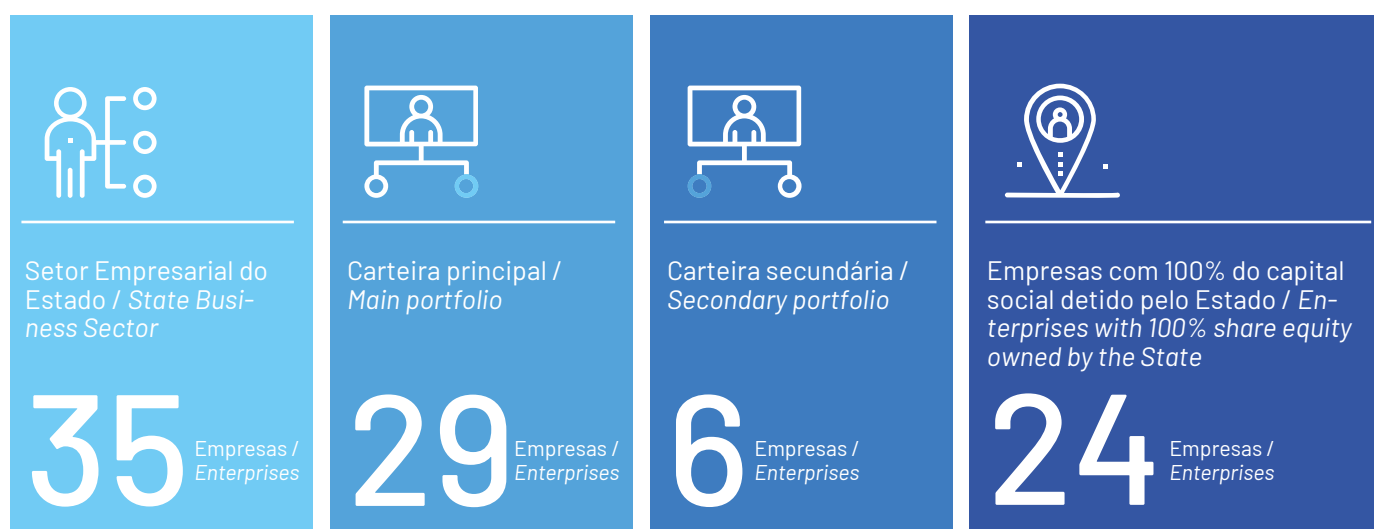 Setor Empresarial do
Estado / State Busi-
ness Sector
35
Empresas /
Enterprises
Carteira principal /
Main portfolio
29
Empresas /
Enterprises
Carteira secundária /
Secondary portfolio
6
Empresas /
Enterprises
Empresas com 100% do capital
social detido pelo Estado / En-
terprises with 100% share equity
owned by the State
24
Empresas /
Enterprises